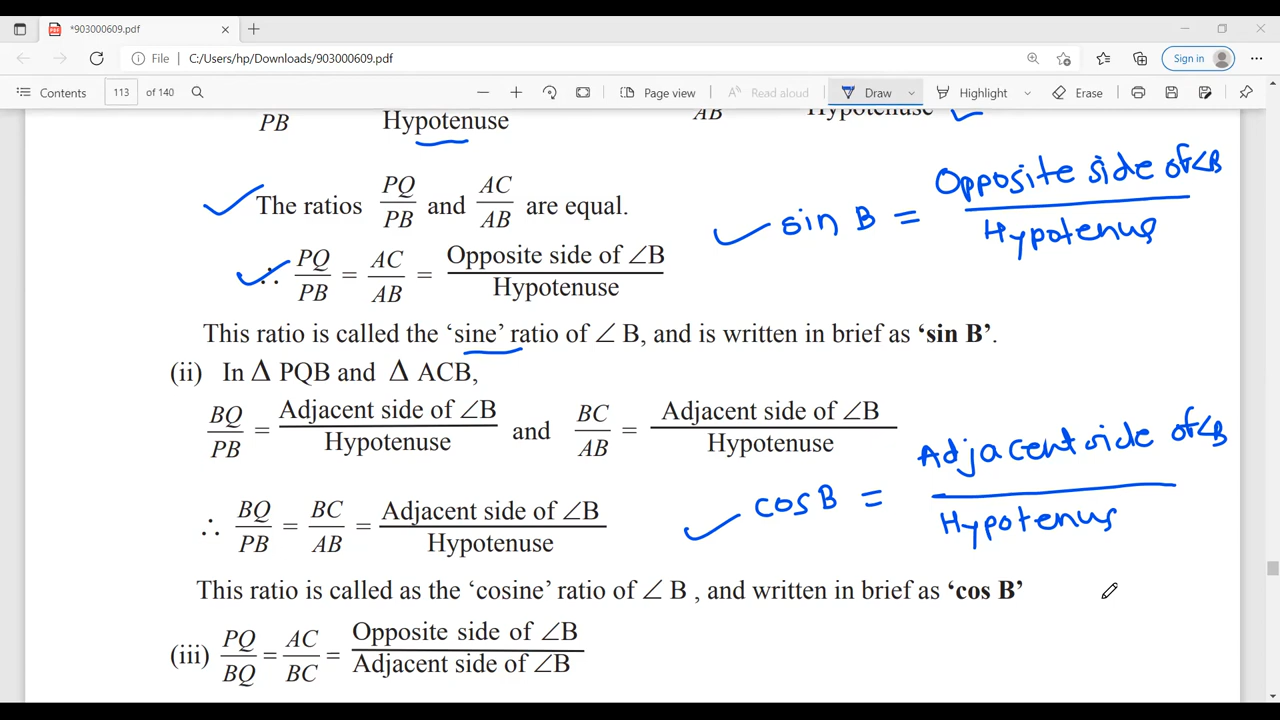 *903000609.pdf
File C:/Users/hp/Downloads/903000609.pdf Sign in
Contents 113 of 140 Page view Read aloud Draw Highlight Erase
PB Hypotenuse AB Hypotenuse
The ratios PQ/PB and AC/AB are equal.
sin B = Opposite side of ∠B / Hypotenus
∴ PQ/PB = AC/AB = Opposite side of ∠B / Hypotenuse
This ratio is called the ‘sine’ ratio of ∠ B, and is written in brief as ‘sin B’.
(ii) In Δ PQB and Δ ACB,
BQ/PB = Adjacent side of ∠B / Hypotenuse and BC/AB = Adjacent side of ∠B / Hypotenuse
cos B = Adjacent side of ∠B / Hypotenus
∴ BQ/PB = BC/AB = Adjacent side of ∠B / Hypotenuse
This ratio is called as the ‘cosine’ ratio of ∠ B , and written in brief as ‘cos B’
(iii) PQ/BQ = AC/BC = Opposite side of ∠B / Adjacent side of ∠B